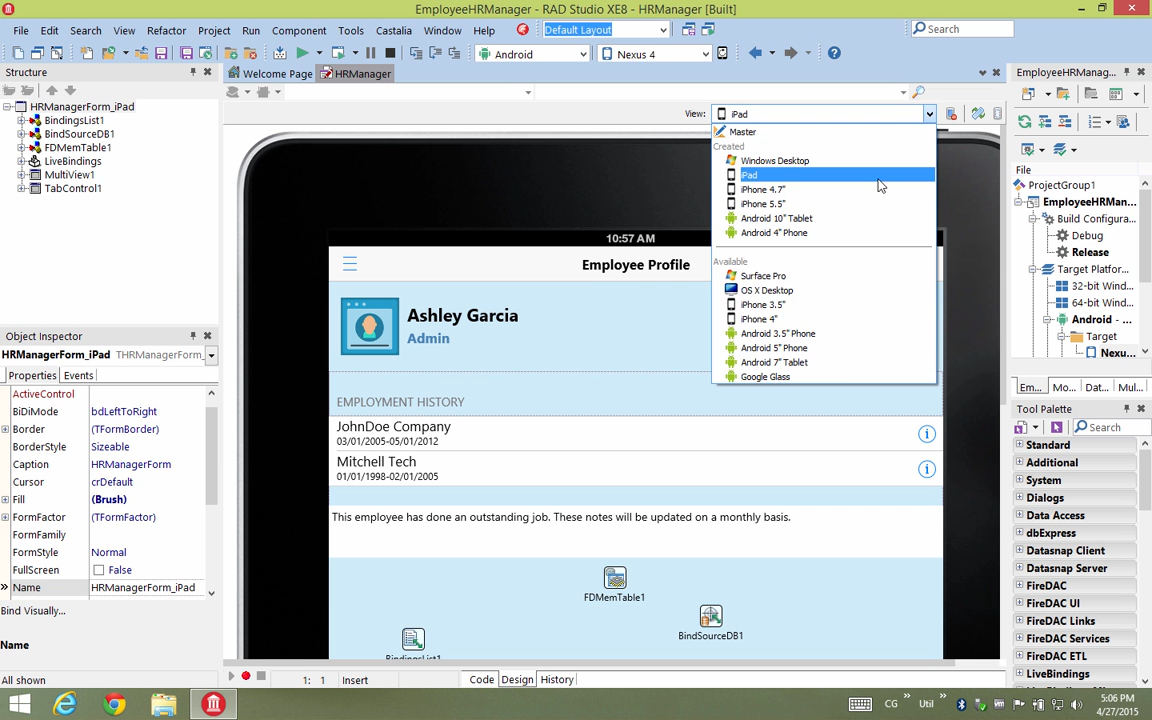 EmployeeHRManager - RAD Studio XE8 - HRManager [Built]
File Edit Search View Refactor Project Run Component Tools Castalia Window Help
Default Layout
Search
Android
Nexus 4
Structure
Welcome Page
HRManager
EmployeeHRManag...
HRManagerForm_iPad
BindingsList1
BindSourceDB1
FDMemTable1
LiveBindings
MultiView1
TabControl1
View:
iPad
Master
Created
Windows Desktop
iPad
iPhone 4.7"
iPhone 5.5"
Android 10" Tablet
Android 4" Phone
Available
Surface Pro
OS X Desktop
iPhone 3.5"
iPhone 4"
Android 3.5" Phone
Android 5" Phone
Android 7" Tablet
Google Glass
10:57 AM
Employee Profile
Ashley Garcia
Admin
EMPLOYMENT HISTORY
JohnDoe Company
03/01/2005-05/01/2012
Mitchell Tech
01/01/1998-02/01/2005
This employee has done an outstanding job. These notes will be updated on a monthly basis.
FDMemTable1
BindSourceDB1
BindingsList1
File
ProjectGroup1
EmployeeHRMan...
Build Configura...
Debug
Release
Target Platfor...
32-bit Wind...
64-bit Wind...
Android - ...
Target
Nexu...
Em... Mo... Dat... Mul...
Object Inspector
HRManagerForm_iPad THRManagerForm_
Properties Events
ActiveControl
BiDiMode bdLeftToRight
Border (TFormBorder)
BorderStyle Sizeable
Caption HRManagerForm
Cursor crDefault
Fill (Brush)
FormFactor (TFormFactor)
FormFamily
FormStyle Normal
FullScreen False
Name HRManagerForm_iPad
Bind Visually...
Name
All shown
Tool Palette
Search
Standard
Additional
System
Dialogs
Data Access
dbExpress
Datasnap Client
Datasnap Server
FireDAC
FireDAC UI
FireDAC Links
FireDAC Services
FireDAC ETL
LiveBindings
1: 1 Insert
Code Design History
CG
Util
5:06 PM
4/27/2015